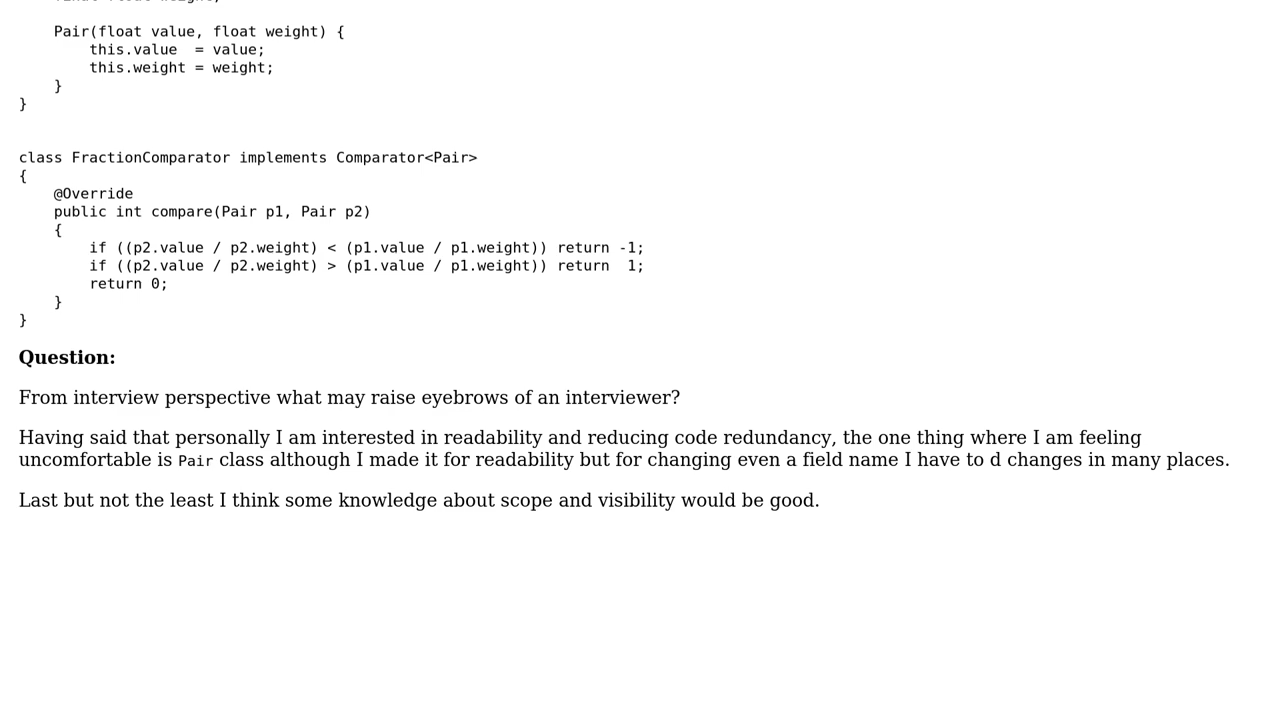 Pair(float value, float weight) {
this.value  = value;
this.weight = weight;
}
}
class FractionComparator implements Comparator<Pair>
{
@Override
public int compare(Pair p1, Pair p2)
{
if ((p2.value / p2.weight) < (p1.value / p1.weight)) return -1;
if ((p2.value / p2.weight) > (p1.value / p1.weight)) return  1;
return 0;
}
}
Question:
From interview perspective what may raise eyebrows of an interviewer?
Having said that personally I am interested in readability and reducing code redundancy, the one thing where I am feeling
uncomfortable is Pair class although I made it for readability but for changing even a field name I have to d changes in many places.
Last but not the least I think some knowledge about scope and visibility would be good.